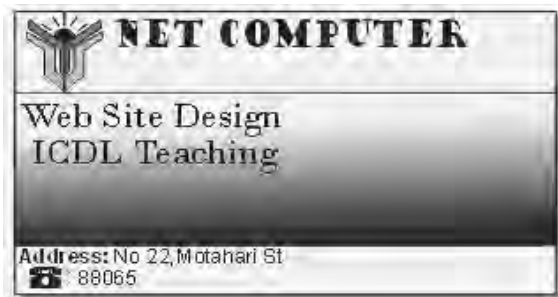 NET COMPUTER
Web Site Design
ICDL Teaching
Address: No 22,Motahari St
☎ 88065